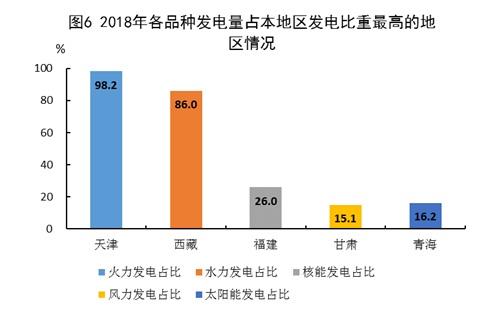 图6 2018年各品种发电量占本地区发电比重最高的地
区情况
%
100
80
60
40
20
0
98.2
86.0
26.0
15.1
16.2
天津
西藏
福建
甘肃
青海
火力发电占比
水力发电占比
核能发电占比
风力发电占比
太阳能发电占比